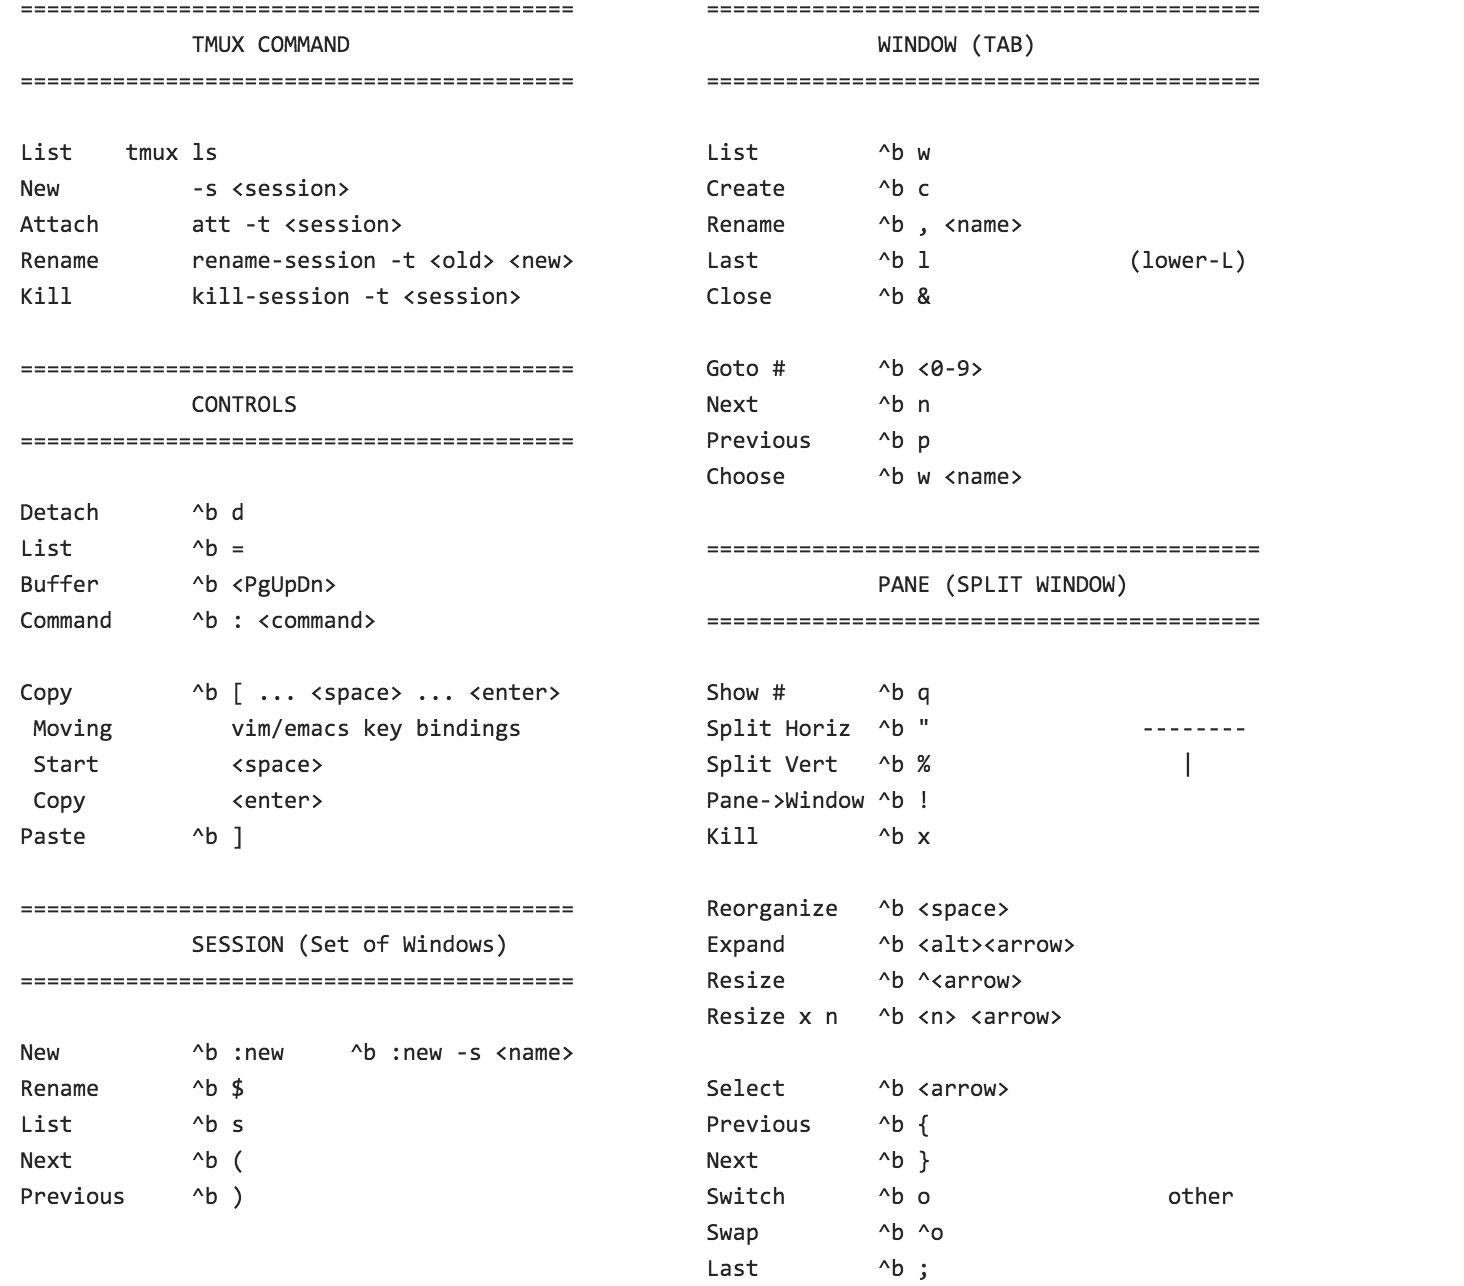 ==========================================
TMUX COMMAND
==========================================
List    tmux ls
New          -s <session>
Attach       att -t <session>
Rename       rename-session -t <old> <new>
Kill         kill-session -t <session>
==========================================
CONTROLS
==========================================
Detach       ^b d
List         ^b =
Buffer       ^b <PgUpDn>
Command      ^b : <command>
Copy         ^b [ ... <space> ... <enter>
 Moving         vim/emacs key bindings
 Start          <space>
 Copy           <enter>
Paste        ^b ]
==========================================
SESSION (Set of Windows)
==========================================
New          ^b :new     ^b :new -s <name>
Rename       ^b $
List         ^b s
Next         ^b (
Previous     ^b )
==========================================
WINDOW (TAB)
==========================================
List         ^b w
Create       ^b c
Rename       ^b , <name>
Last         ^b l               (lower-L)
Close        ^b &
Goto #       ^b <0-9>
Next         ^b n
Previous     ^b p
Choose       ^b w <name>
==========================================
PANE (SPLIT WINDOW)
==========================================
Show #       ^b q
Split Horiz  ^b "                --------
Split Vert   ^b %                   |
Pane->Window ^b !
Kill         ^b x
Reorganize   ^b <space>
Expand       ^b <alt><arrow>
Resize       ^b ^<arrow>
Resize x n   ^b <n> <arrow>
Select       ^b <arrow>
Previous     ^b {
Next         ^b }
Switch       ^b o                  other
Swap         ^b ^o
Last         ^b ;